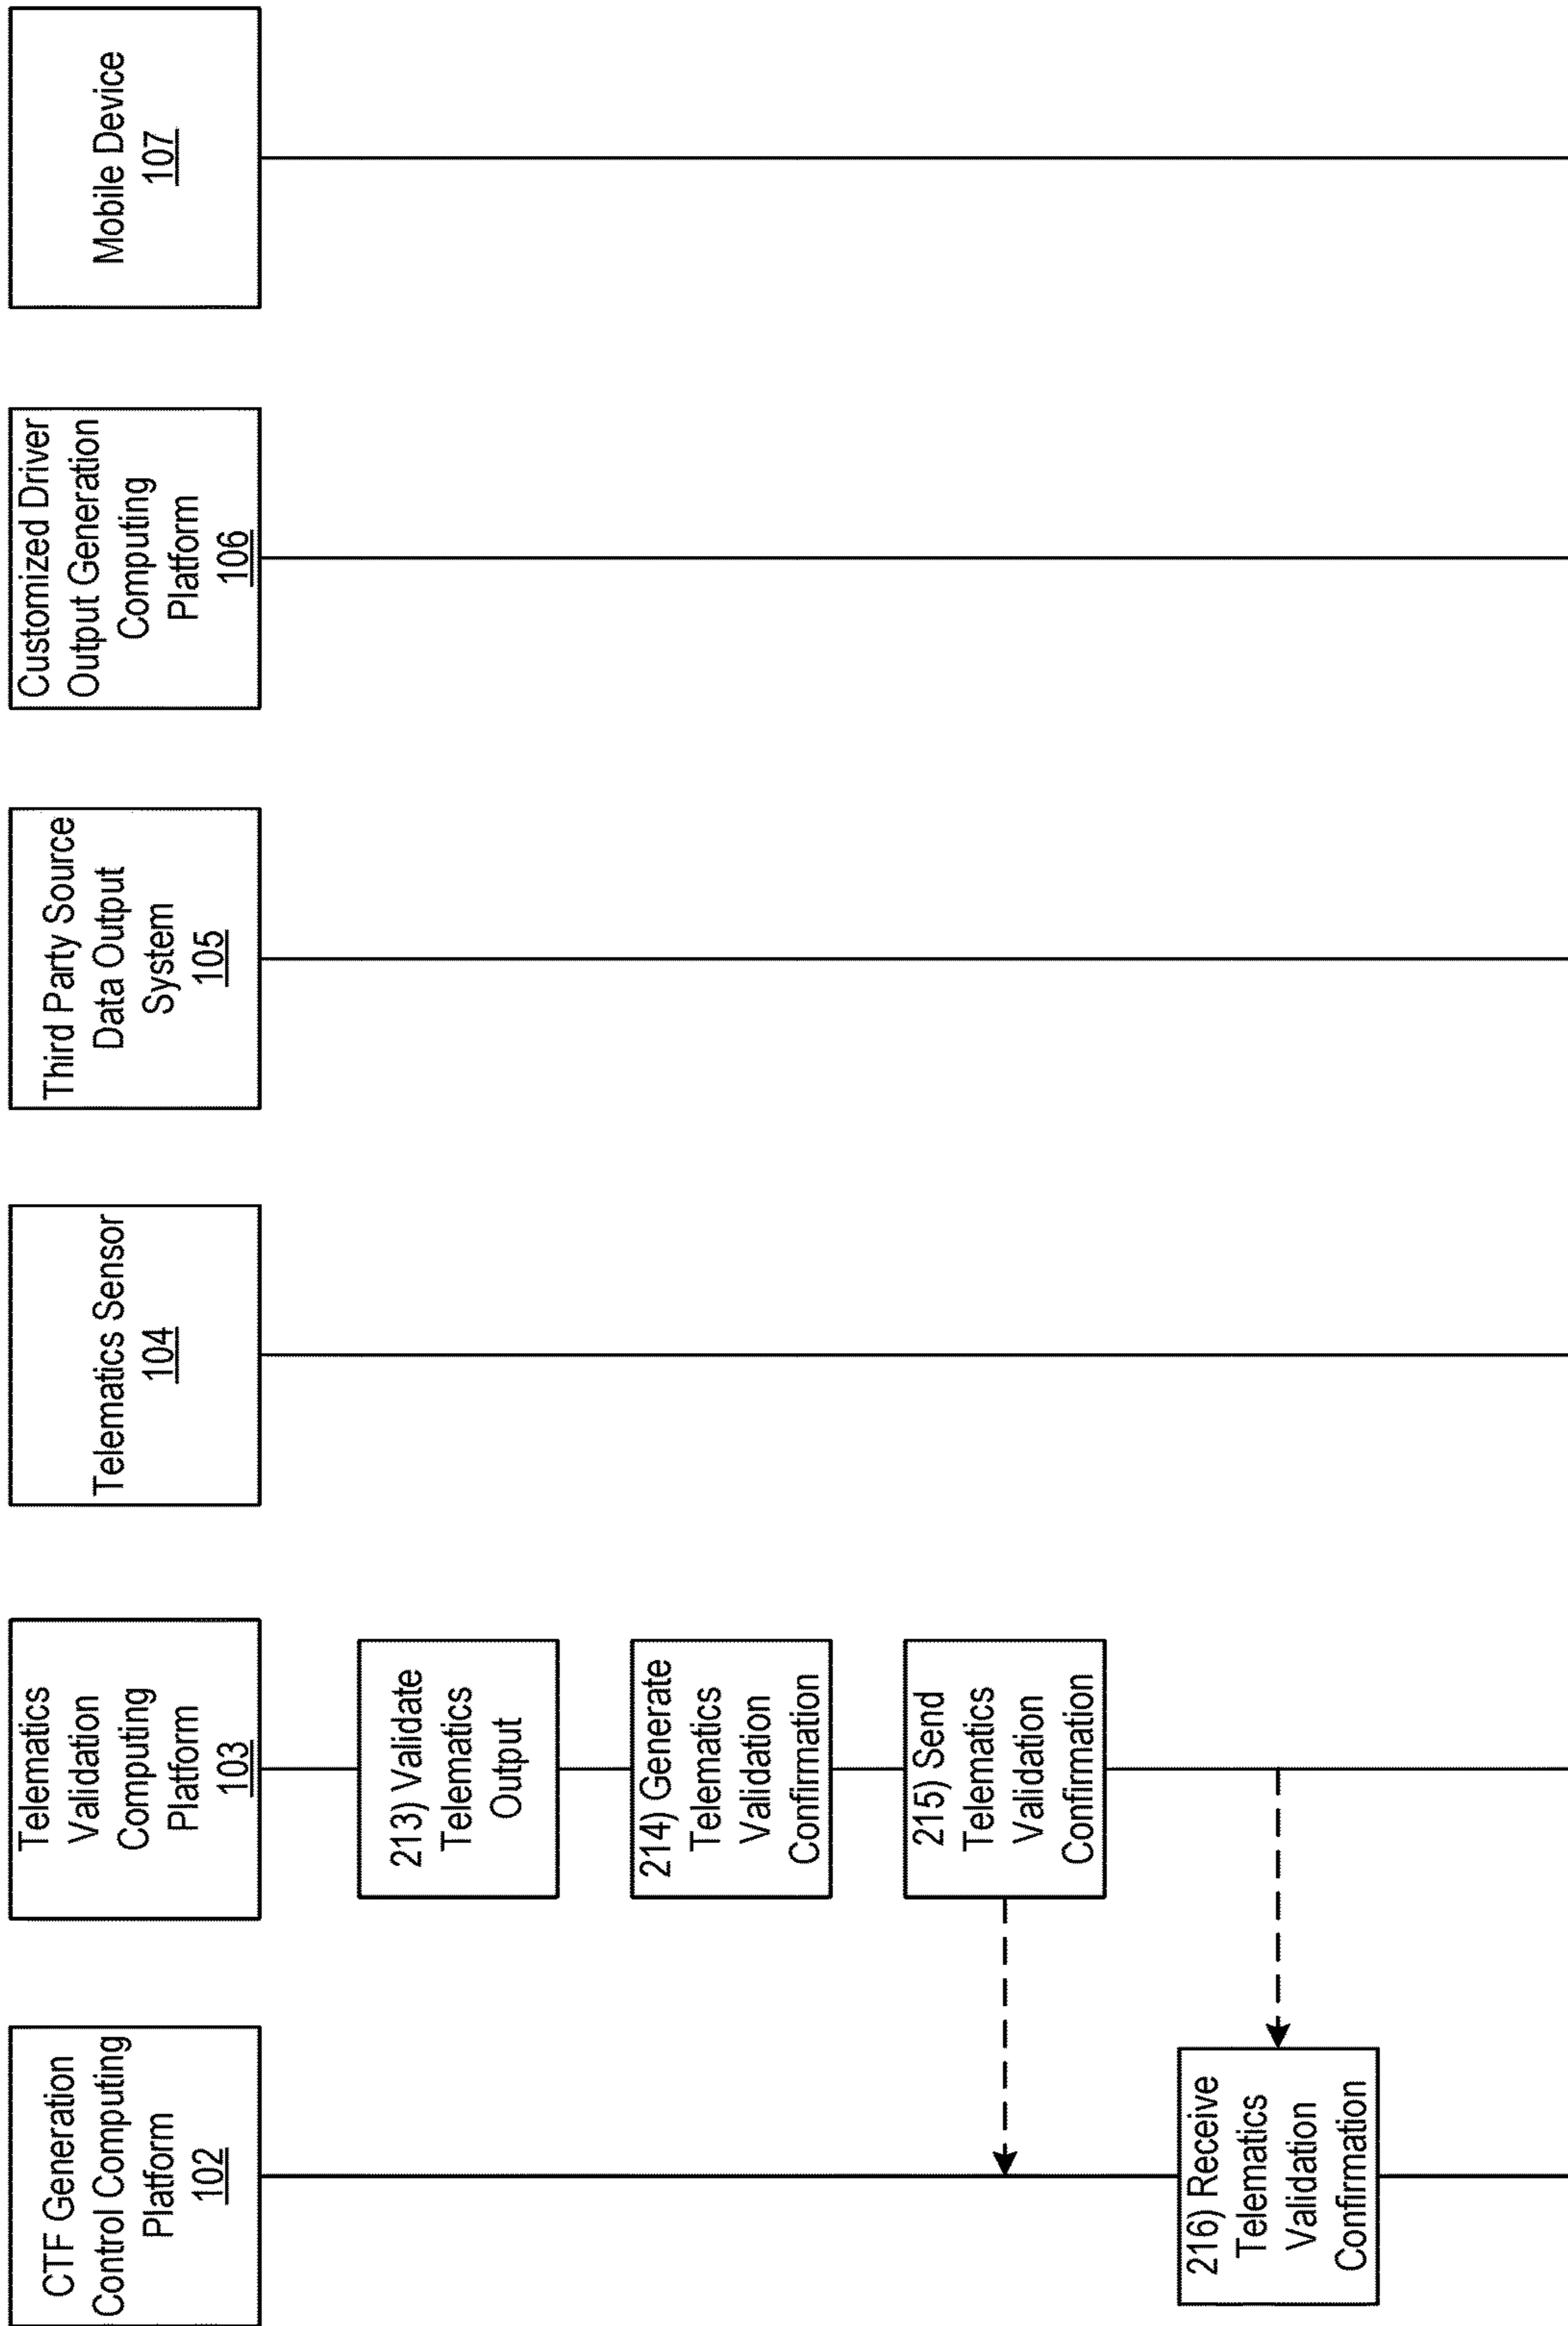 CTF Generation
Control Computing
Platform
102
Telematics
Validation
Computing
Platform
103
Telematics Sensor
104
Third Party Source
Data Output
System
105
Customized Driver
Output Generation
Computing
Platform
106
Mobile Device
107
213) Validate
Telematics
Output
214) Generate
Telematics
Validation
Confirmation
215) Send
Telematics
Validation
Confirmation
216) Receive
Telematics
Validation
Confirmation